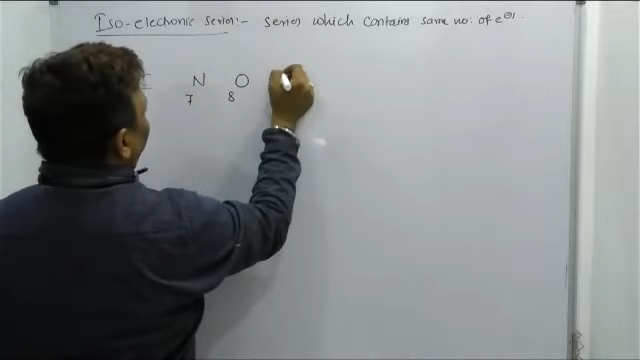 Iso-electronic series:- series which contains same no: of e⊖s.
N O
7 8